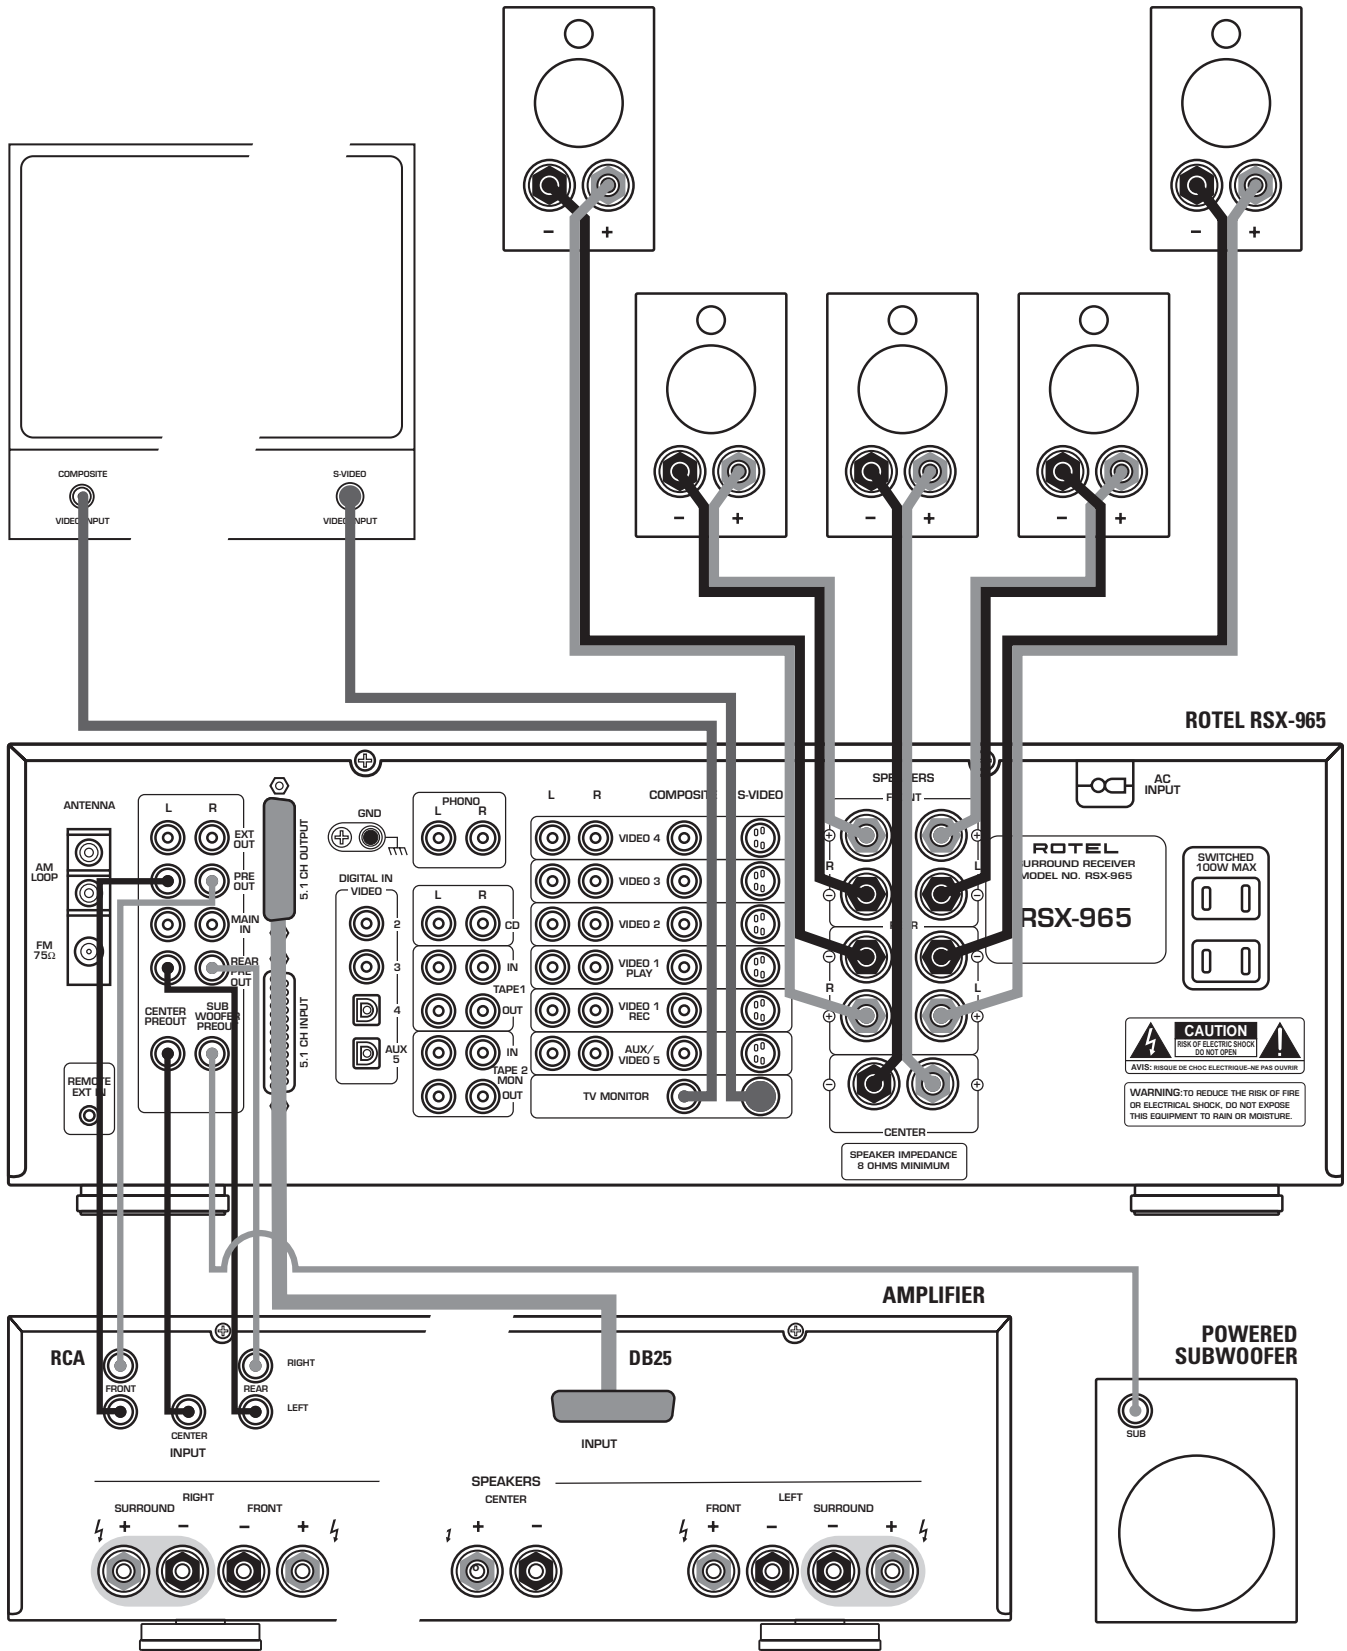 − +
− +
− +
− +
− +
COMPOSITE
VIDEO INPUT
S-VIDEO
VIDEO INPUT
ROTEL RSX-965
ANTENNA
AM
LOOP
FM
75Ω
REMOTE
EXT IN
L R
EXT
OUT
PRE
OUT
MAIN
IN
REAR
PRE
OUT
CENTER
PREOUT
SUB
WOOFER
PREOUT
5.1 CH OUTPUT
5.1 CH INPUT
GND
DIGITAL IN
VIDEO
2
3
4
AUX
5
PHONO
L R
L R
CD
IN
TAPE1
OUT
IN
TAPE 2
MON
OUT
L R COMPOSITE S-VIDEO
VIDEO 4
VIDEO 3
VIDEO 2
VIDEO 1
PLAY
VIDEO 1
REC
AUX/
VIDEO 5
TV MONITOR
SPEAKERS
FRONT
+ +
R L
− −
REAR
− −
R L
+ +
− +
CENTER
SPEAKER IMPEDANCE
8 OHMS MINIMUM
AC
INPUT
ROTEL
SURROUND RECEIVER
MODEL NO. RSX-965
RSX-965
SWITCHED
100W MAX
CAUTION
RISK OF ELECTRIC SHOCK
DO NOT OPEN
AVIS: RISQUE DE CHOC ELECTRIQUE–NE PAS OUVRIR
WARNING: TO REDUCE THE RISK OF FIRE
OR ELECTRICAL SHOCK, DO NOT EXPOSE
THIS EQUIPMENT TO RAIN OR MOISTURE.
AMPLIFIER
RCA
FRONT
RIGHT
REAR
LEFT
CENTER
INPUT
DB25
INPUT
RIGHT
SURROUND FRONT
+ − − +
SPEAKERS
CENTER
+ −
LEFT
FRONT SURROUND
+ − − +
POWERED
SUBWOOFER
SUB